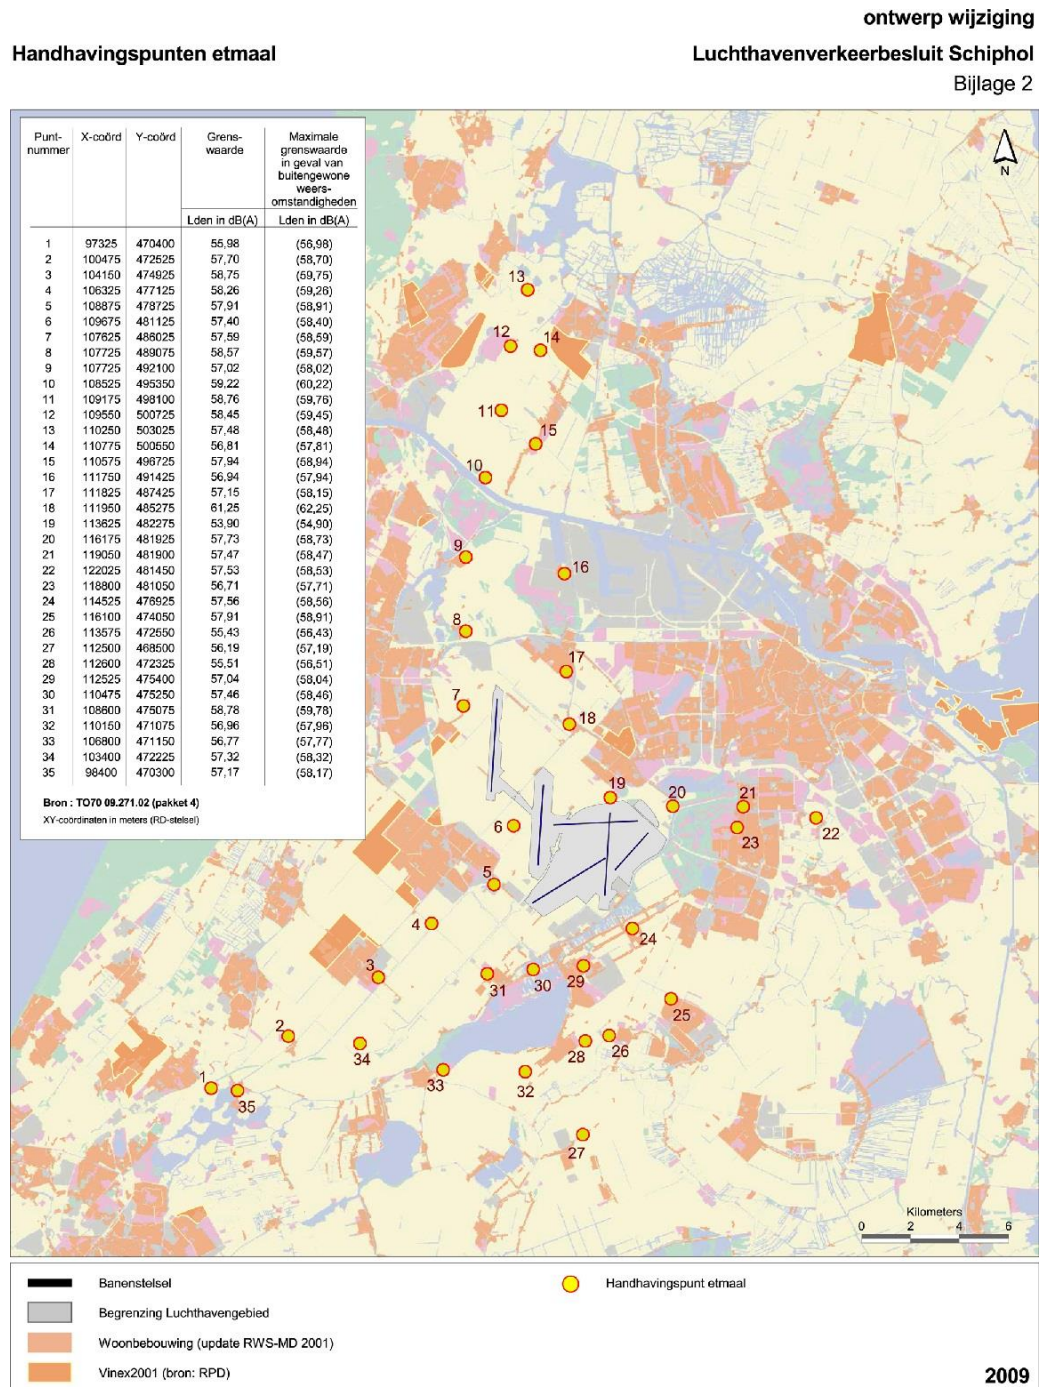 ontwerp wijziging
Handhavingspunten etmaal
Luchthavenverkeerbesluit Schiphol
Bijlage 2
Punt-nummer X-coörd Y-coörd Grens-waarde Maximale grenswaarde in geval van buitengewone weers-omstandigheden
Lden in dB(A) Lden in dB(A)
1 97325 470400 55,98 (56,98)
2 100475 472525 57,70 (58,70)
3 104150 474925 58,75 (59,75)
4 106325 477125 58,26 (59,26)
5 108875 478725 57,91 (58,91)
6 109675 481125 57,40 (58,40)
7 107625 486025 57,59 (58,59)
8 107725 489075 58,57 (59,57)
9 107725 492100 57,02 (58,02)
10 108525 495350 59,22 (60,22)
11 109175 498100 58,76 (59,76)
12 109550 500725 58,45 (59,45)
13 110250 503025 57,48 (58,48)
14 110775 500550 56,81 (57,81)
15 110575 496725 57,94 (58,94)
16 111750 491425 56,94 (57,94)
17 111825 487425 57,15 (58,15)
18 111950 485275 61,25 (62,25)
19 113625 482275 53,90 (54,90)
20 116175 481925 57,73 (58,73)
21 119050 481900 57,47 (58,47)
22 122025 481450 57,53 (58,53)
23 118800 481050 56,71 (57,71)
24 114525 476925 57,56 (58,56)
25 116100 474050 57,91 (58,91)
26 113575 472550 55,43 (56,43)
27 112500 468500 56,19 (57,19)
28 112600 472325 55,51 (56,51)
29 112525 475400 57,04 (58,04)
30 110475 475250 57,46 (58,46)
31 108600 475075 58,78 (59,78)
32 110150 471075 56,96 (57,96)
33 106800 471150 56,77 (57,77)
34 103400 472225 57,32 (58,32)
35 98400 470300 57,17 (58,17)
Bron : TO70 09.271.02 (pakket 4)
XY-coördinaten in meters (RD-stelsel)
N
13
12
14
11
15
10
9
16
8
17
7
18
19
20
21
22
6
23
5
4
24
3
31
30
29
25
2
34
28
26
33
32
1
35
27
Kilometers
0 2 4 6
Banenstelsel
Handhavingspunt etmaal
Begrenzing Luchthavengebied
Woonbebouwing (update RWS-MD 2001)
Vinex2001 (bron: RPD)
2009